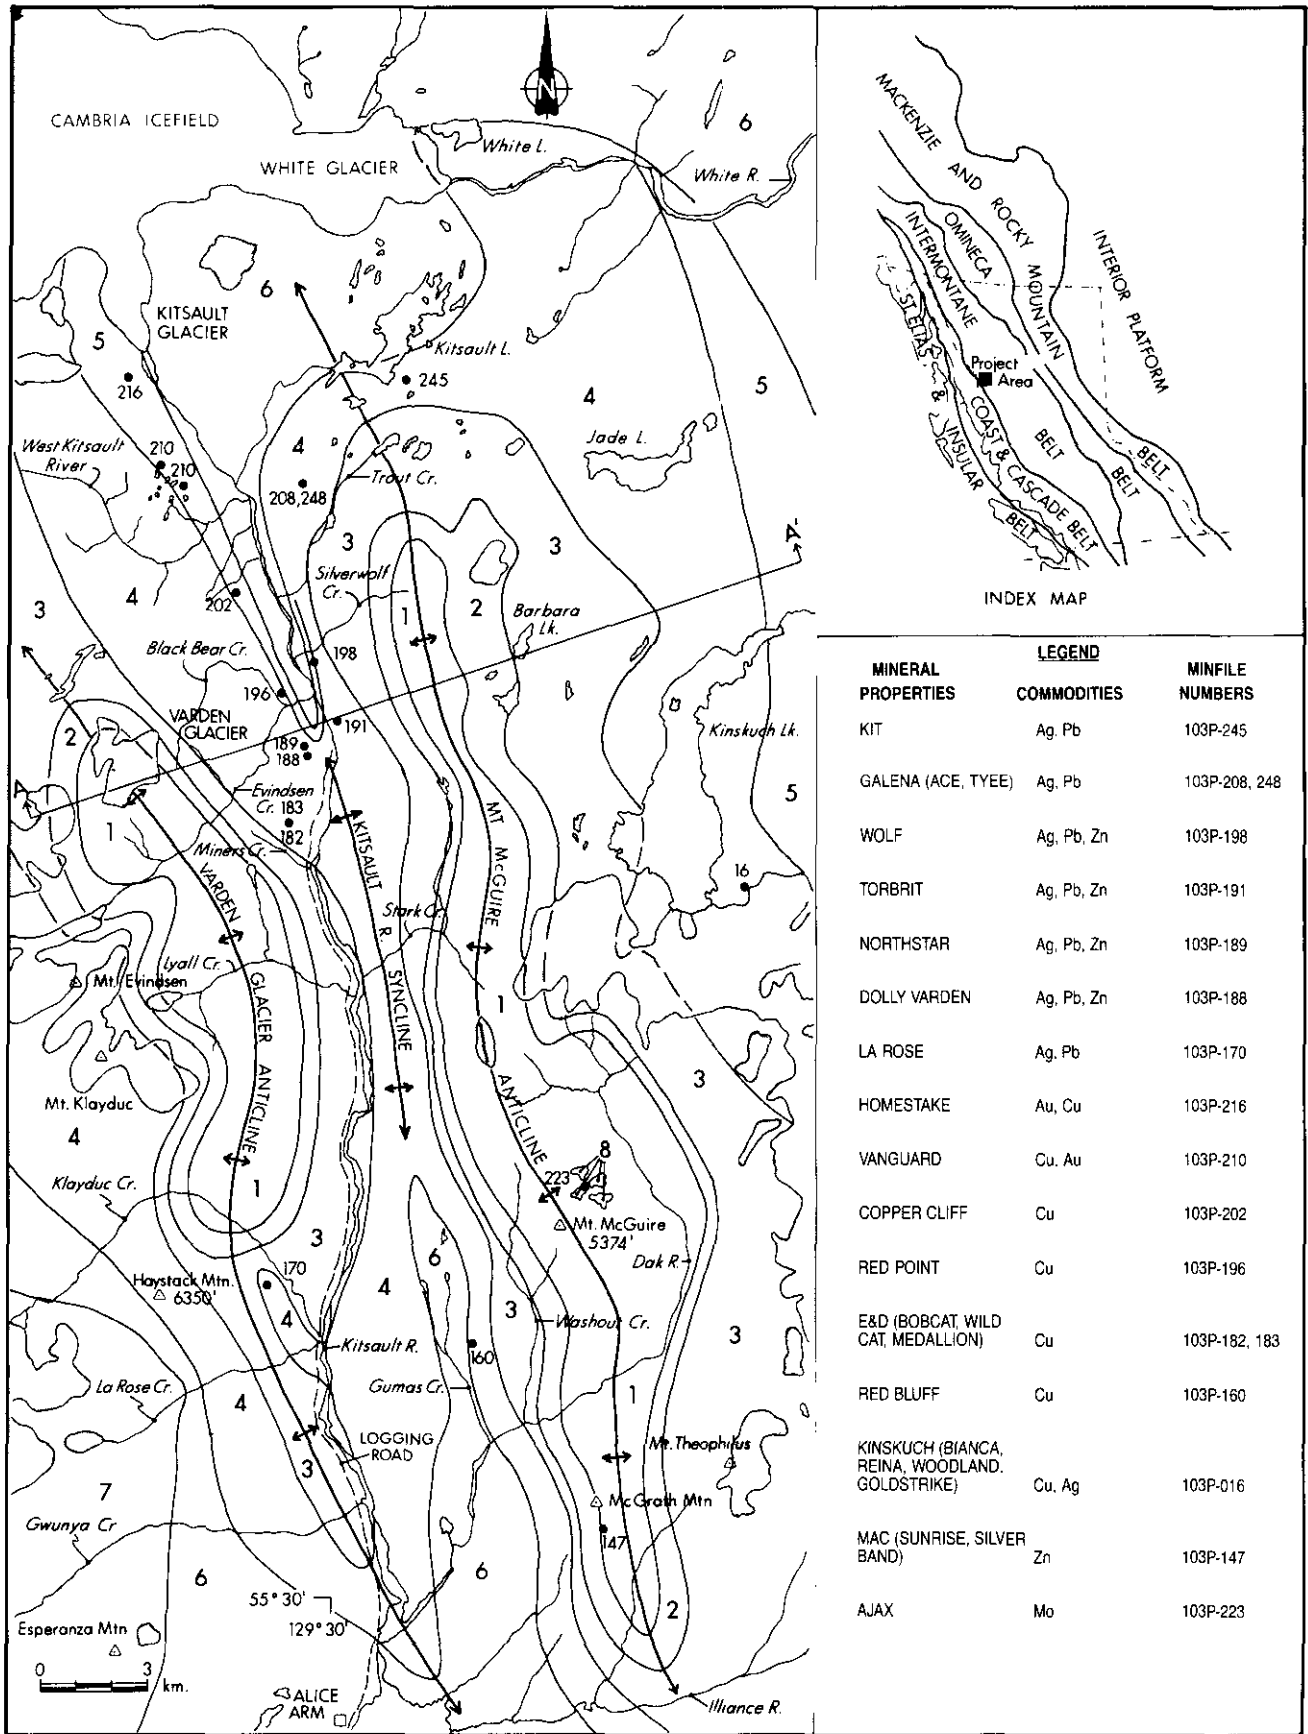 N
CAMBRIA ICEFIELD
White L.
6
WHITE GLACIER
White R.
6
KITSAULT
GLACIER
5
Kitsault L.
216
245
4
5
West Kitsault
River
210
210
4
Jade L.
Trout Cr.
208,248
3
3
A'
Silverwolf
Cr.
3
4
202
1
2
Barbara
Lk.
Black Bear Cr.
198
196
2
VARDEN
GLACIER
191
Kinskuch Lk.
189
188
A
Evindsen
Cr.
183
182
5
1
Miners Cr.
16
VARDEN
GLACIER
ANTICLINE
KITSAULT
R.
SYNCLINE
MT
McGUIRE
ANTICLINE
Stark Cr.
Lyall Cr.
Mt. Evindsen
1
3
Mt. Klayduc
4
8
223
Klayduc Cr.
1
Mt. McGuire
5374'
3
6
Dak R.
170
Haystack Mtn.
6350'
4
4
3
Washout Cr.
3
Kitsault R.
160
La Rose Cr.
Gumas Cr.
1
4
LOGGING
ROAD
Mt. Theophilus
3
7
McGrath Mtn
Gwunya Cr
147
6
6
55°30'
129°30'
2
Esperanza Mtn
0 3
km.
ALICE
ARM
Illiance R.
MACKENZIE AND ROCKY MOUNTAIN BELT
INTERIOR PLATFORM
OMINECA BELT
INTERMONTANE BELT
ST. ELIAS & INSULAR BELT
Project
Area
COAST & CASCADE BELT
INDEX MAP
LEGEND
MINERAL PROPERTIES COMMODITIES MINFILE NUMBERS
KIT Ag, Pb 103P-245
GALENA (ACE, TYEE) Ag, Pb 103P-208, 248
WOLF Ag, Pb, Zn 103P-198
TORBRIT Ag, Pb, Zn 103P-191
NORTHSTAR Ag, Pb, Zn 103P-189
DOLLY VARDEN Ag, Pb, Zn 103P-188
LA ROSE Ag, Pb 103P-170
HOMESTAKE Au, Cu 103P-216
VANGUARD Cu, Au 103P-210
COPPER CLIFF Cu 103P-202
RED POINT Cu 103P-196
E&D (BOBCAT, WILD
CAT, MEDALLION) Cu 103P-182, 183
RED BLUFF Cu 103P-160
KINSKUCH (BIANCA,
REINA, WOODLAND.
GOLDSTRIKE) Cu, Ag 103P-016
MAC (SUNRISE, SILVER
BAND) Zn 103P-147
AJAX Mo 103P-223